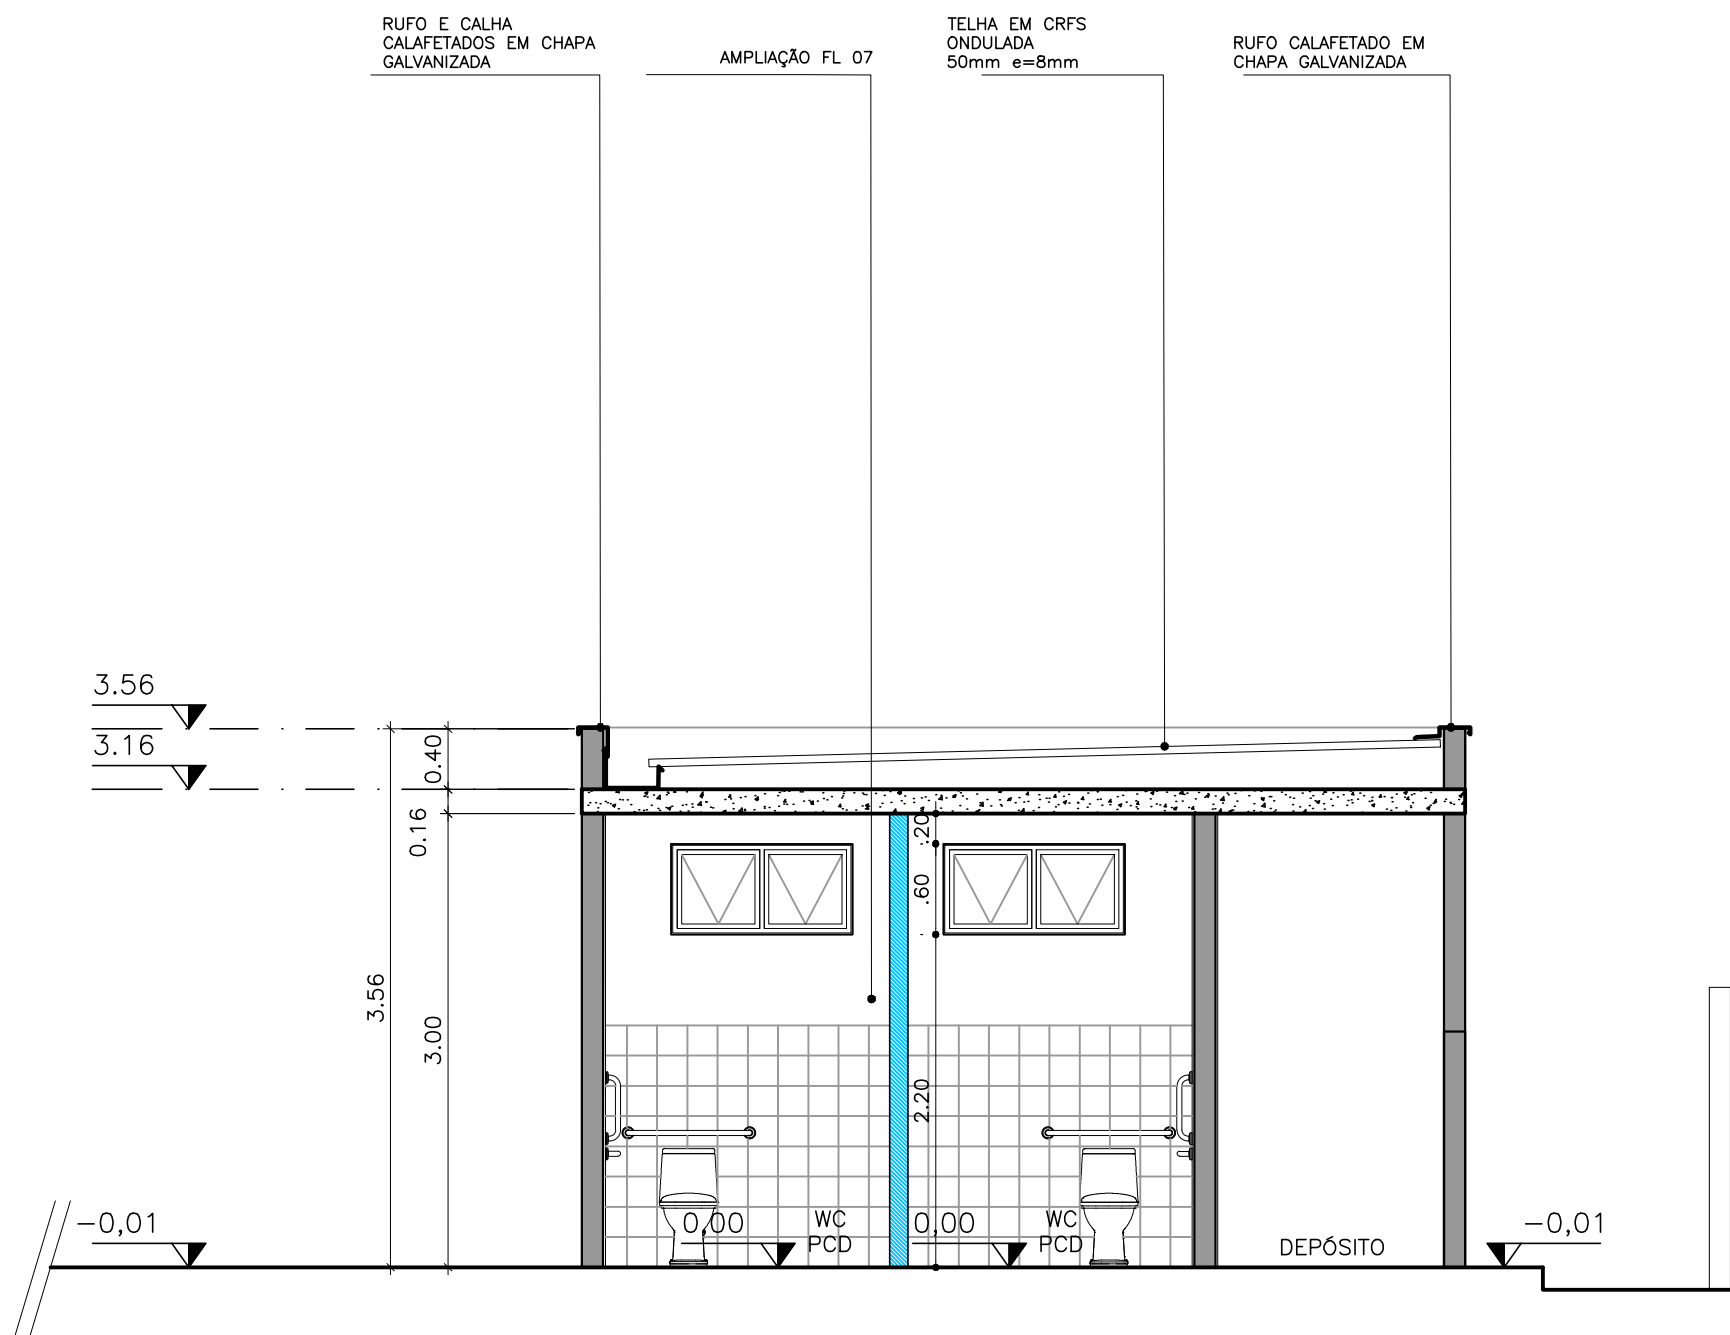 RUFO E CALHA
CALAFETADOS EM CHAPA
GALVANIZADA
AMPLIAÇÃO FL 07
TELHA EM CRFS
ONDULADA
50mm e=8mm
RUFO CALAFETADO EM
CHAPA GALVANIZADA
3.56
3.16
0.40
0.16
3.56
3.00
.20
.60
2.20
-0,01
0,00
WC
PCD
0,00
WC
PCD
DEPÓSITO
-0,01